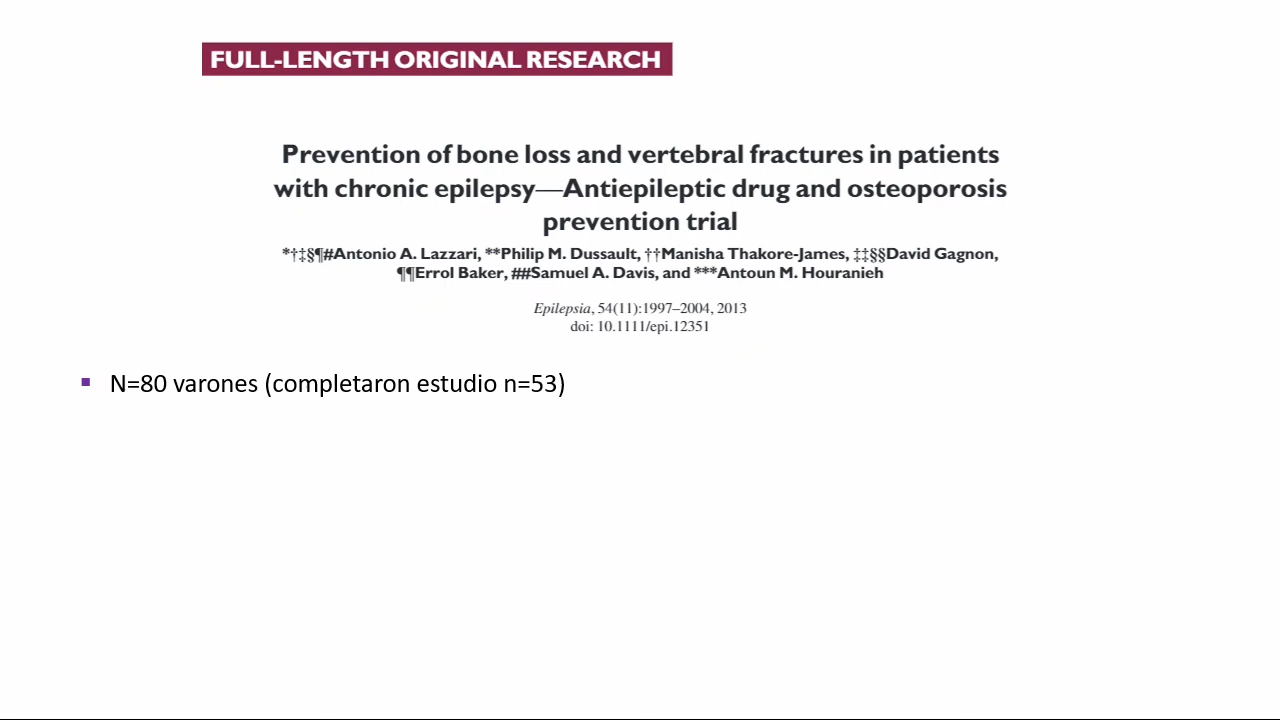 FULL-LENGTH ORIGINAL RESEARCH
Prevention of bone loss and vertebral fractures in patients
with chronic epilepsy—Antiepileptic drug and osteoporosis
prevention trial
*†‡§¶#Antonio A. Lazzari, **Philip M. Dussault, ††Manisha Thakore-James, ‡‡§§David Gagnon,
¶¶Errol Baker, ##Samuel A. Davis, and ***Antoun M. Houranieh
Epilepsia, 54(11):1997–2004, 2013
doi: 10.1111/epi.12351
▪ N=80 varones (completaron estudio n=53)